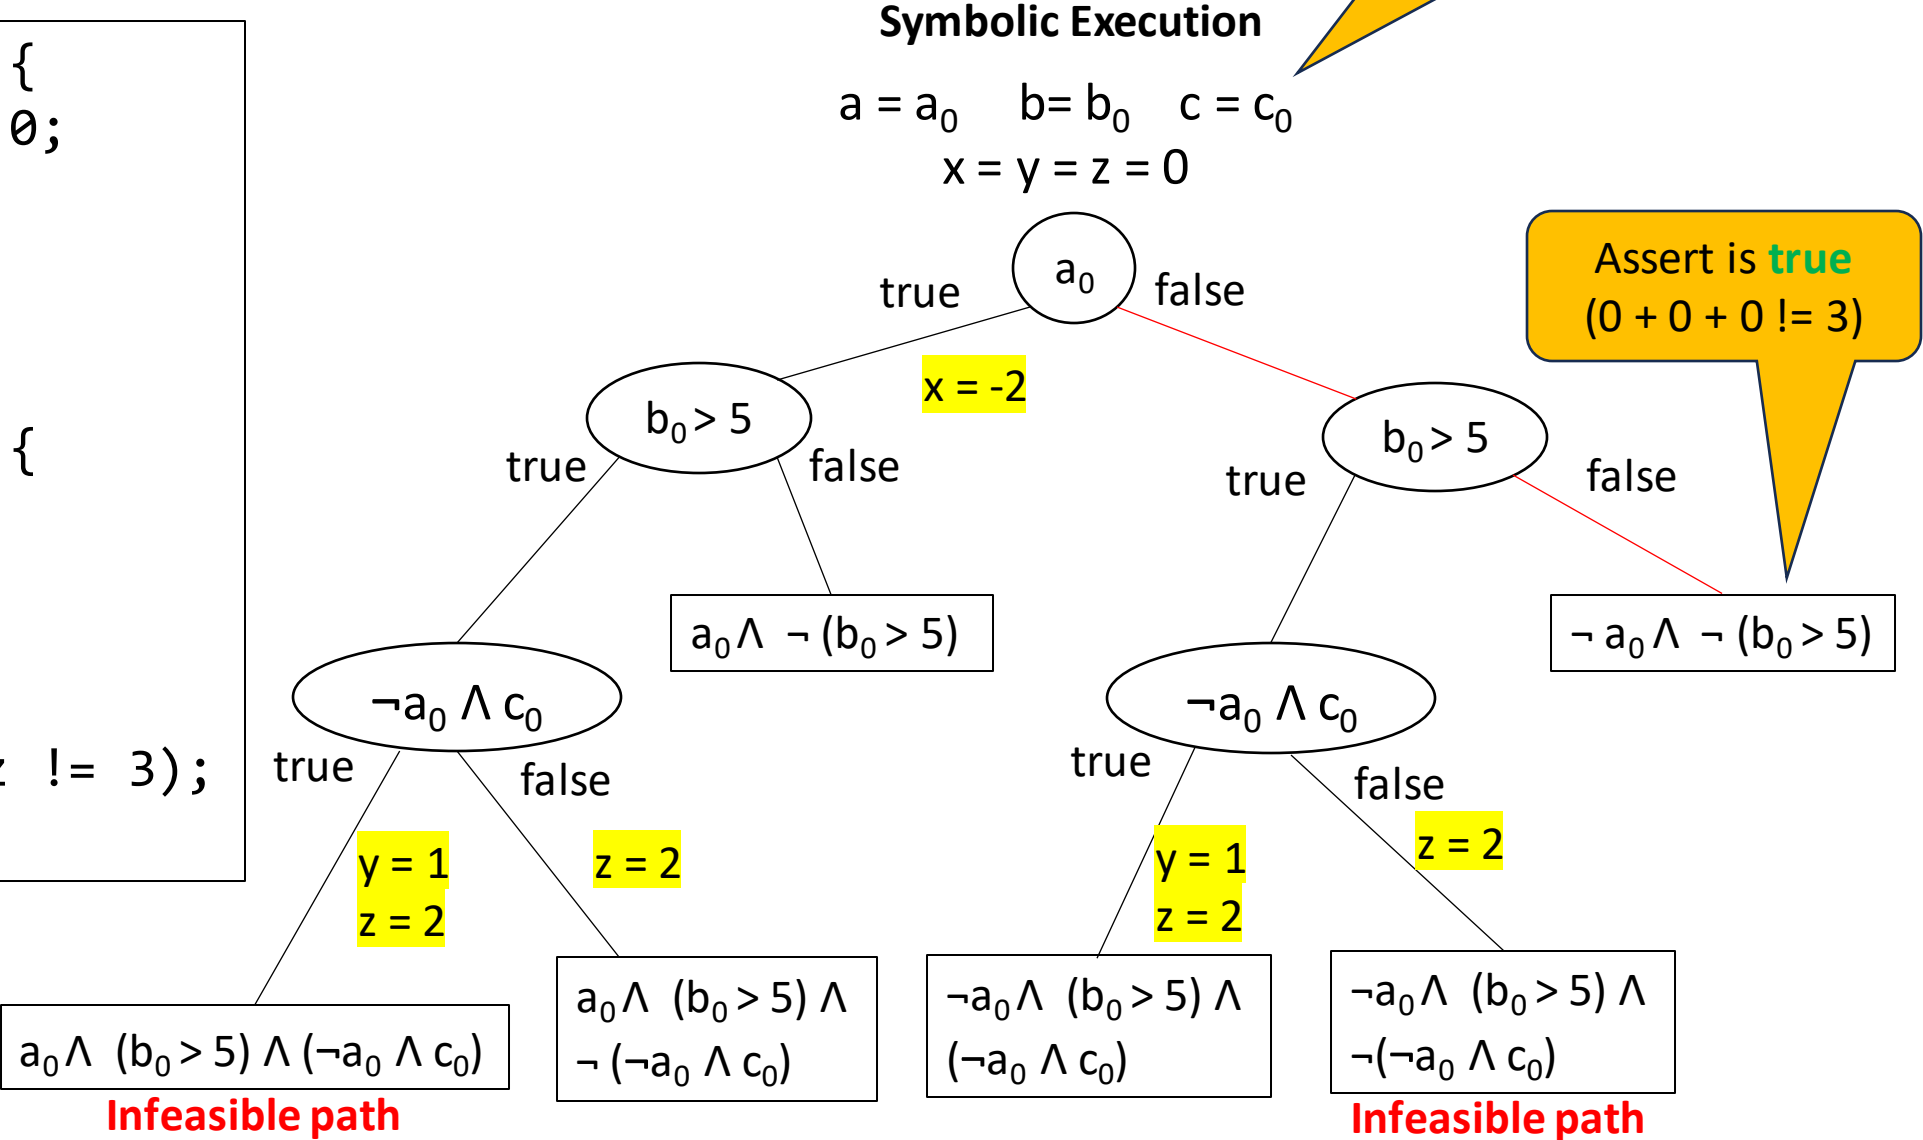 {
0;
{
z != 3);
Symbolic Execution
a = a₀ b= b₀ c = c₀
x = y = z = 0
a₀
true
false
x = -2
Assert is true
(0 + 0 + 0 != 3)
b₀ > 5
true
false
b₀ > 5
true
false
a₀ Λ ¬ (b₀ > 5)
¬ a₀ Λ ¬ (b₀ > 5)
¬a₀ Λ c₀
true
false
¬a₀ Λ c₀
true
false
y = 1
z = 2
z = 2
y = 1
z = 2
z = 2
a₀ Λ (b₀ > 5) Λ (¬a₀ Λ c₀)
Infeasible path
a₀ Λ (b₀ > 5) Λ
¬ (¬a₀ Λ c₀)
¬a₀ Λ (b₀ > 5) Λ
(¬a₀ Λ c₀)
¬a₀ Λ (b₀ > 5) Λ
¬(¬a₀ Λ c₀)
Infeasible path